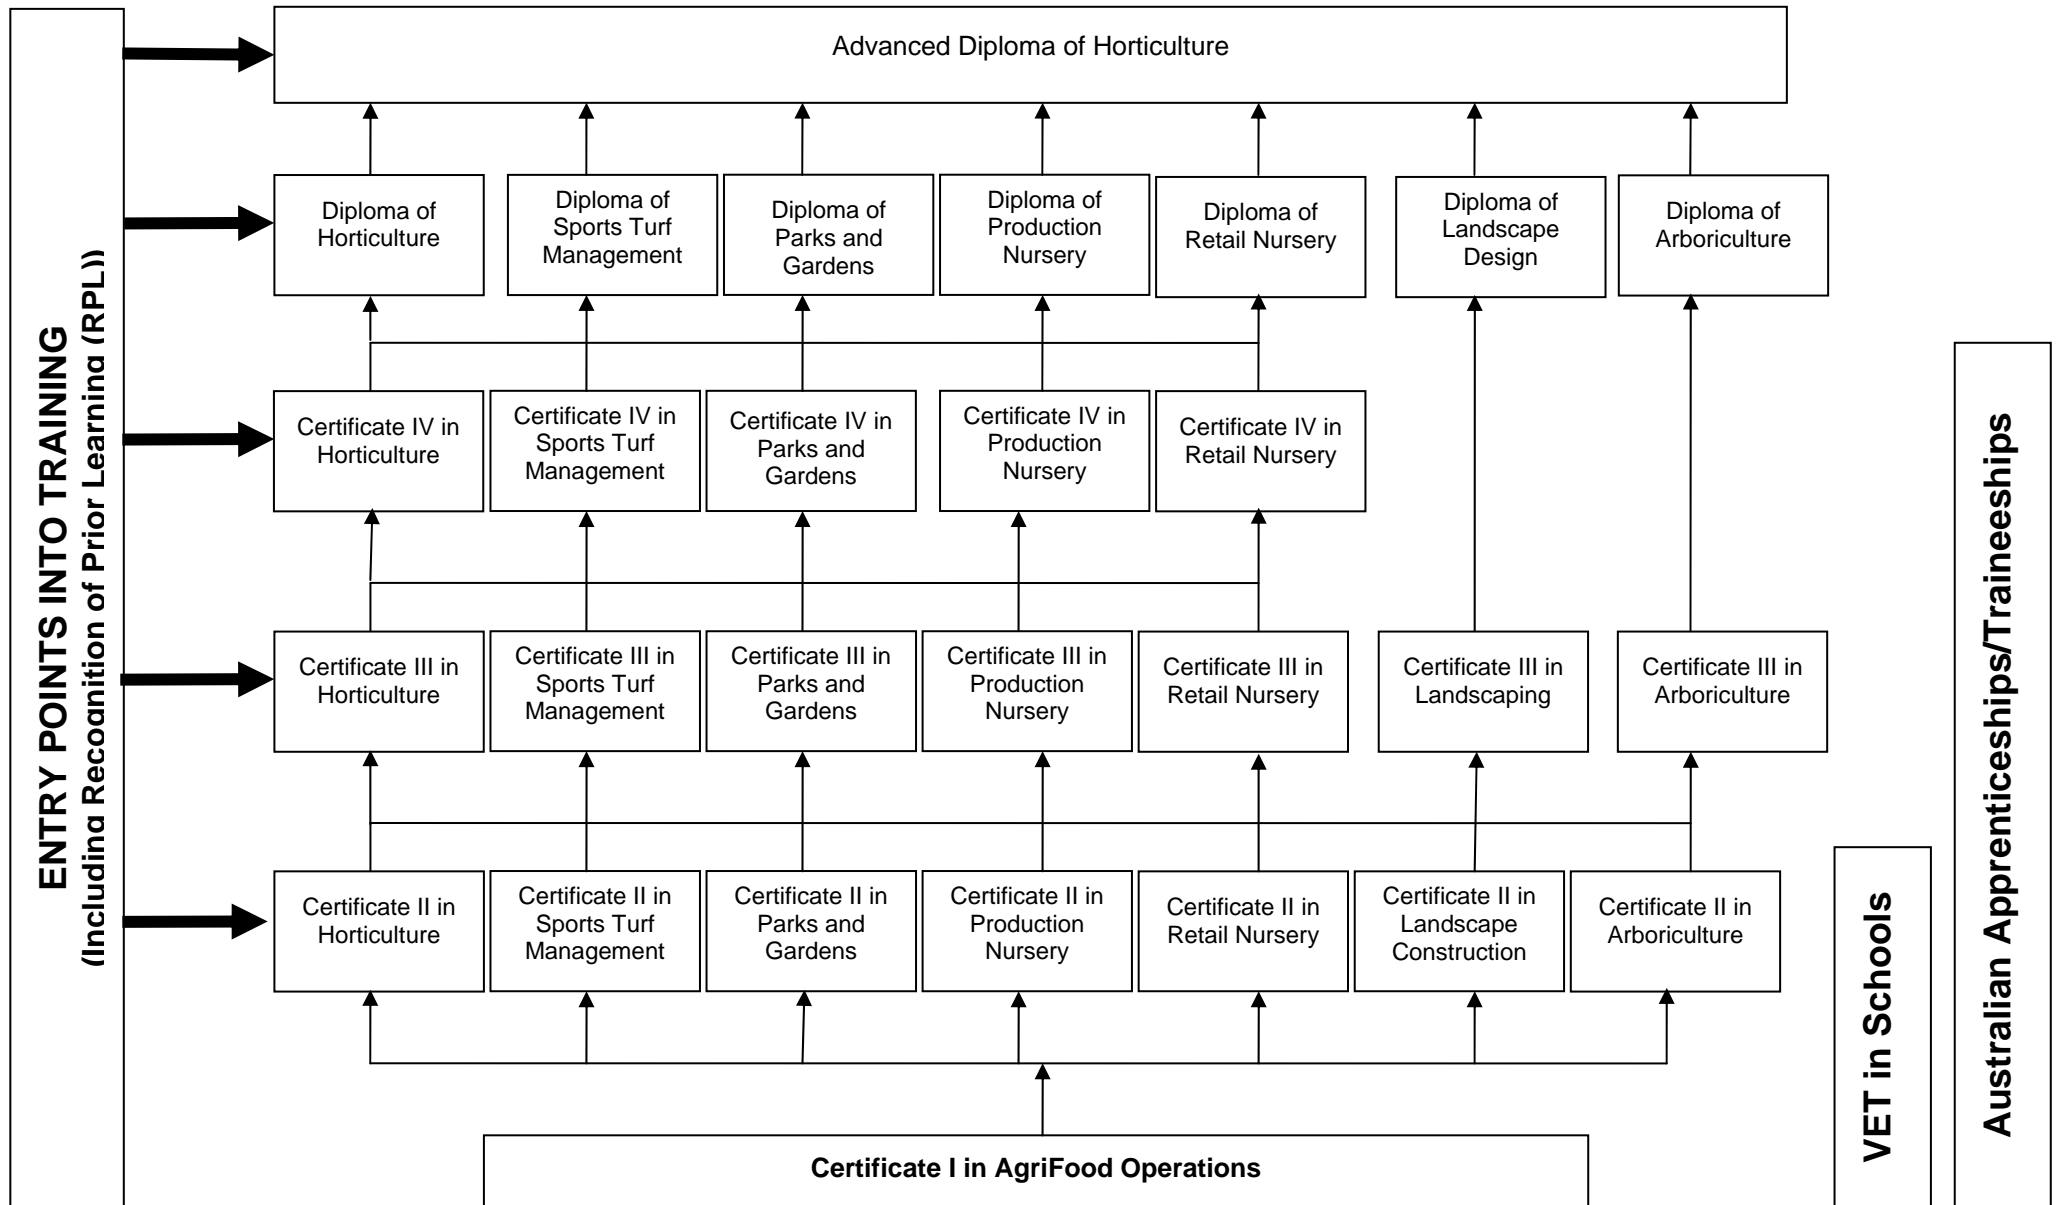 Advanced Diploma of Horticulture
Diploma of
Horticulture
Diploma of
Sports Turf
Management
Diploma of
Parks and
Gardens
Diploma of
Production
Nursery
Diploma of
Retail Nursery
Diploma of
Landscape
Design
Diploma of
Arboriculture
ENTRY POINTS INTO TRAINING
(Including Recognition of Prior Learning (RPL))
Certificate IV in
Horticulture
Certificate IV in
Sports Turf
Management
Certificate IV in
Parks and
Gardens
Certificate IV in
Production
Nursery
Certificate IV in
Retail Nursery
Certificate III in
Horticulture
Certificate III in
Sports Turf
Management
Certificate III in
Parks and
Gardens
Certificate III in
Production
Nursery
Certificate III in
Retail Nursery
Certificate III in
Landscaping
Certificate III in
Arboriculture
Certificate II in
Horticulture
Certificate II in
Sports Turf
Management
Certificate II in
Parks and
Gardens
Certificate II in
Production
Nursery
Certificate II in
Retail Nursery
Certificate II in
Landscape
Construction
Certificate II in
Arboriculture
VET in Schools
Australian Apprenticeships/Traineeships
Certificate I in AgriFood Operations